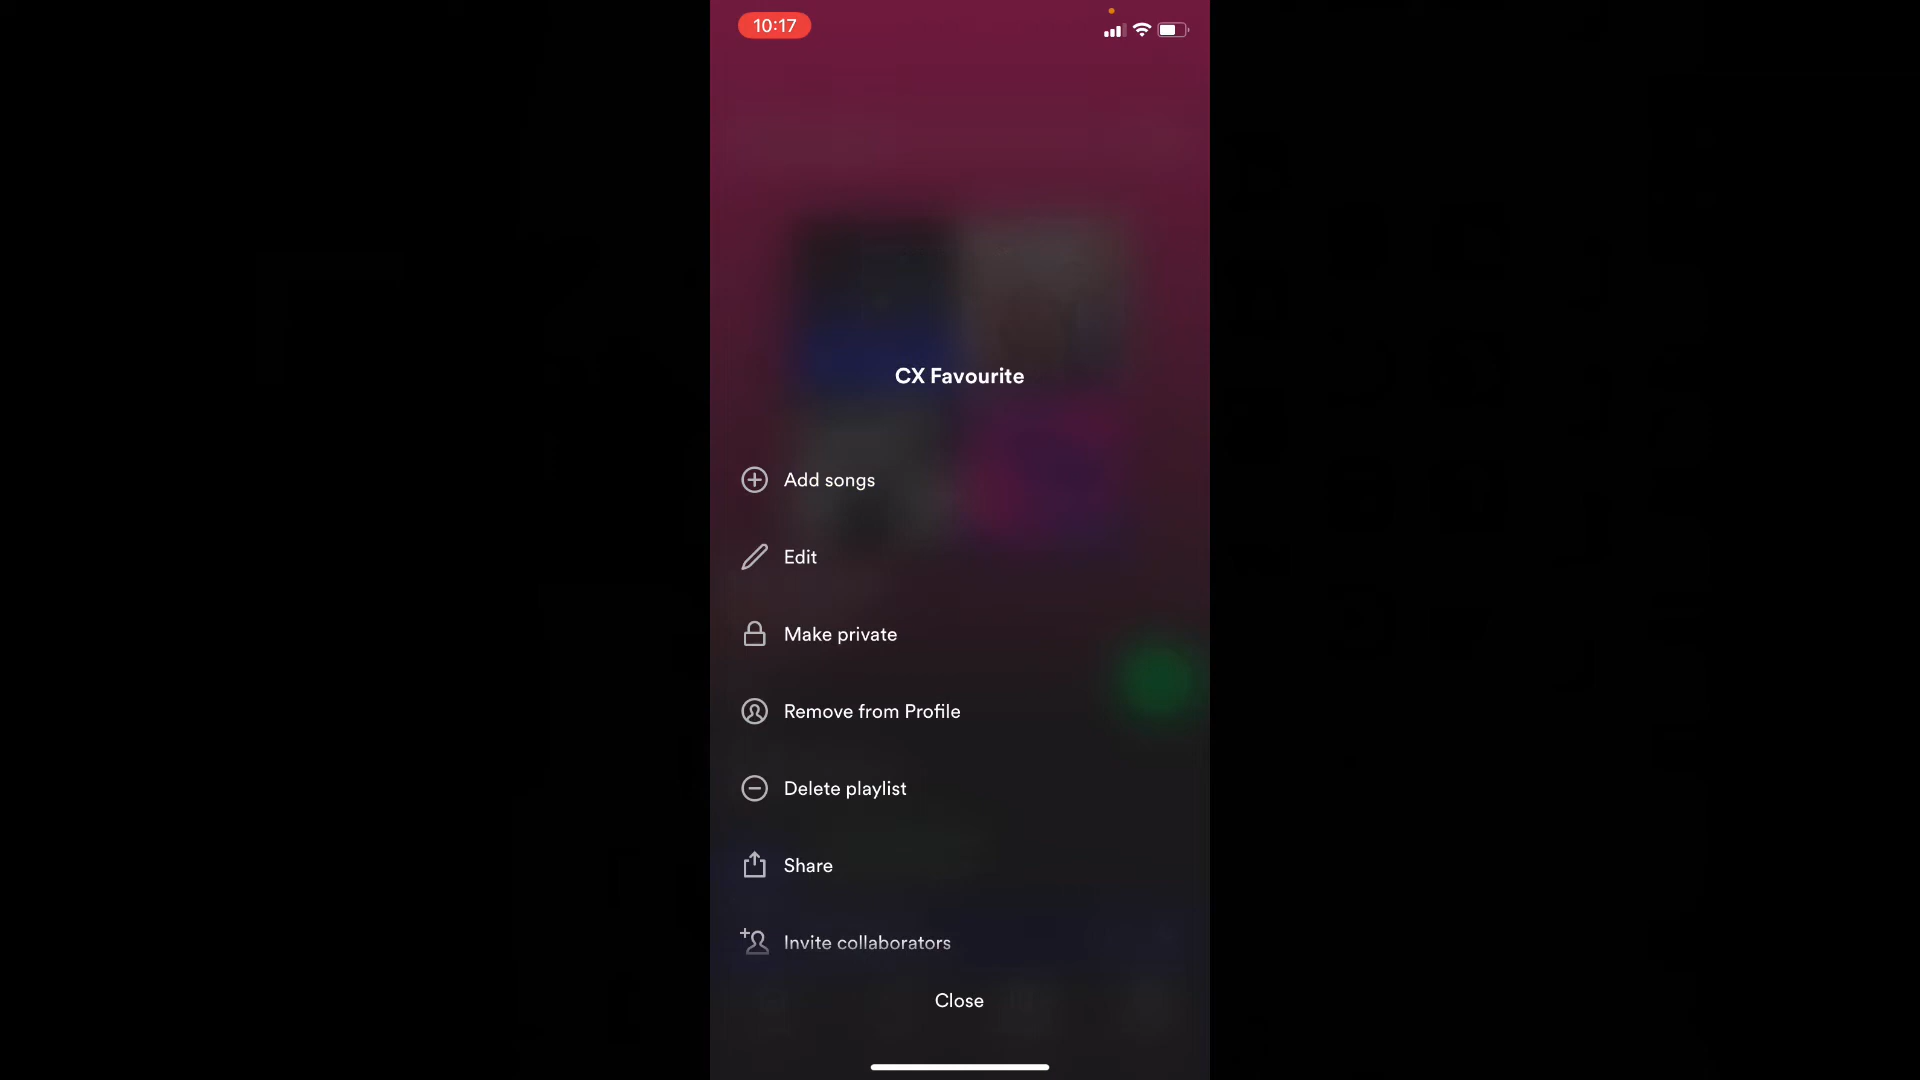 10:17
CX Favourite
Add songs
Edit
Make private
Remove from Profile
Delete playlist
Share
Invite collaborators
Close